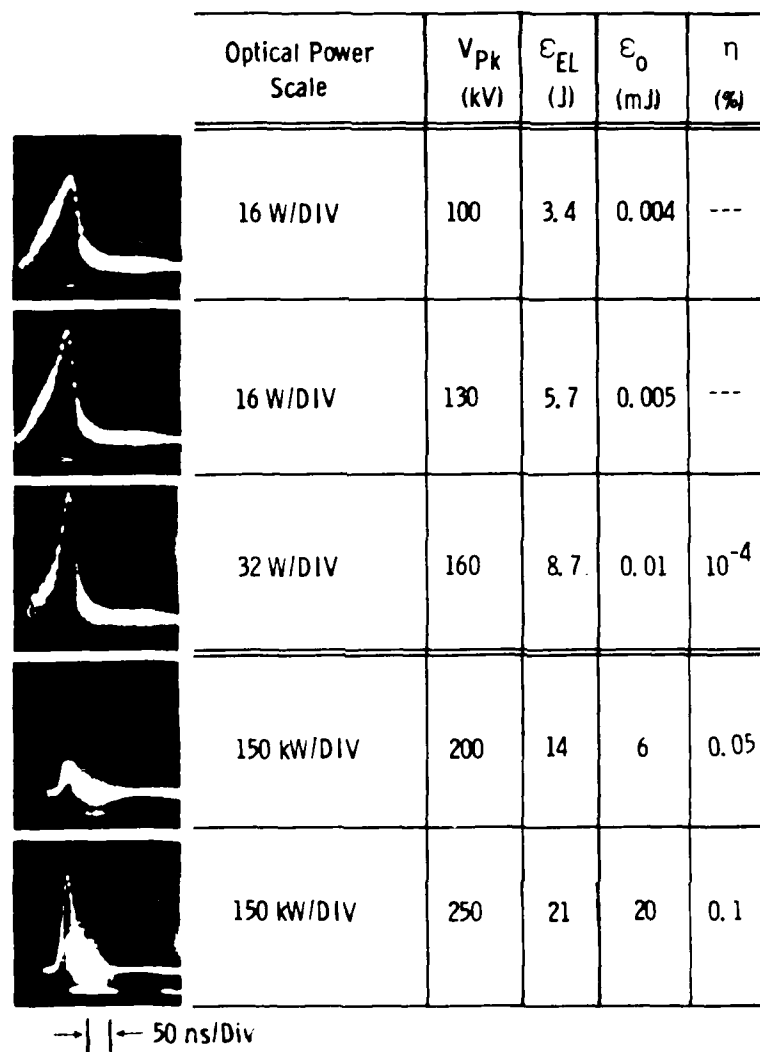 Optical Power Scale V_Pk (kV) ε_EL (J) ε_o (mJ) η (%)
16 W/DIV 100 3.4 0.004 ---
16 W/DIV 130 5.7 0.005 ---
32 W/DIV 160 8.7 0.01 10^-4
150 kW/DIV 200 14 6 0.05
150 kW/DIV 250 21 20 0.1
50 ns/Div